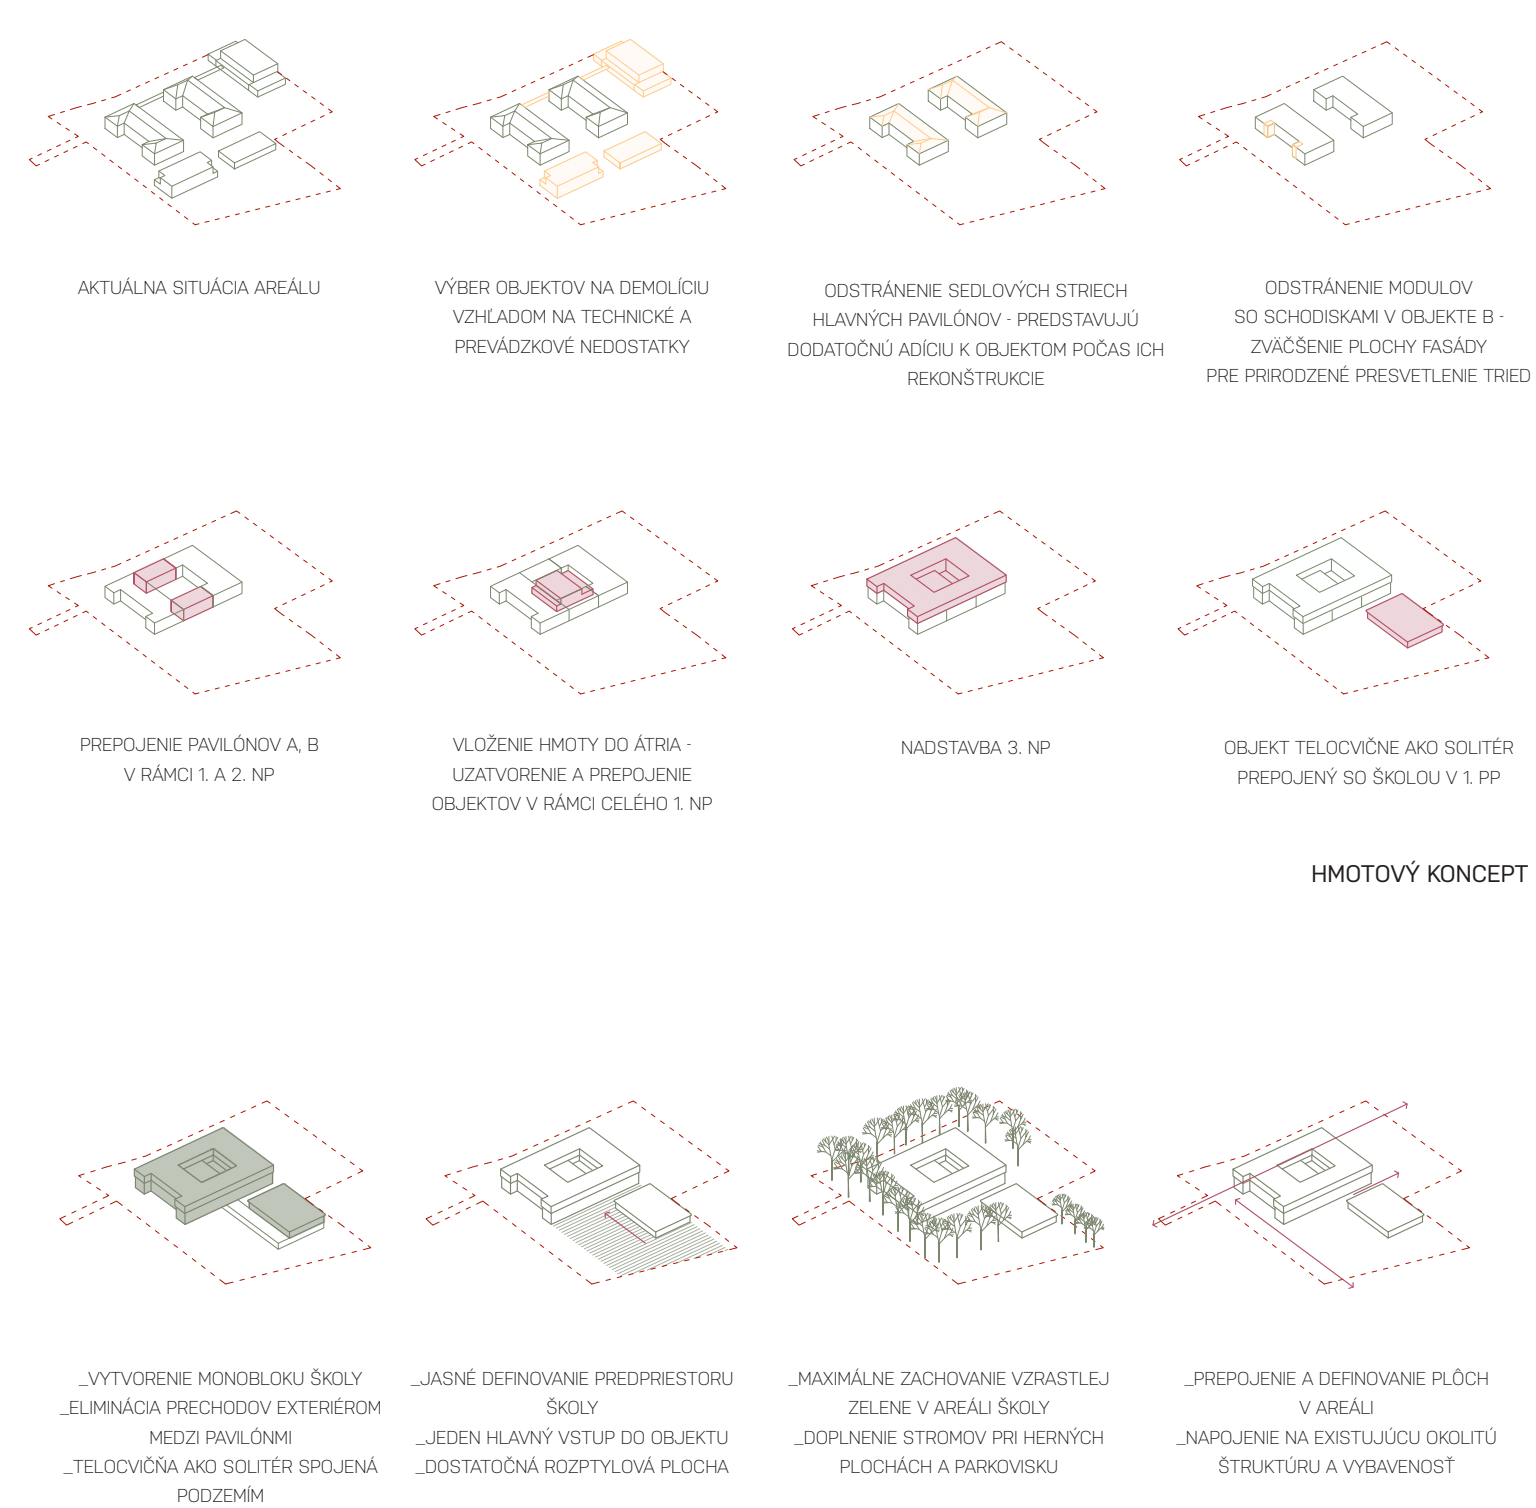 AKTUÁLNA SITUÁCIA AREÁLU
VÝBER OBJEKTOV NA DEMOLÍCIU
VZHĽADOM NA TECHNICKÉ A
PREVÁDZKOVÉ NEDOSTATKY
ODSTRÁNENIE SEDLOVÝCH STRIECH
HLAVNÝCH PAVILÓNOV - PREDSTAVUJÚ
DODATOČNÚ ADÍCIU K OBJEKTOM POČAS ICH
REKONŠTRUKCIE
ODSTRÁNENIE MODULOV
SO SCHODISKAMI V OBJEKTE B -
ZVÄČŠENIE PLOCHY FASÁDY
PRE PRIRODZENÉ PRESVETLENIE TRIED
PREPOJENIE PAVILÓNOV A, B
V RÁMCI 1. A 2. NP
VLOŽENIE HMOTY DO ÁTRIA -
UZATVORENIE A PREPOJENIE
OBJEKTOV V RÁMCI CELÉHO 1. NP
NADSTAVBA 3. NP
OBJEKT TELOCVIČNE AKO SOLITÉR
PREPOJENÝ SO ŠKOLOU V 1. PP
HMOTOVÝ KONCEPT
_VYTVORENIE MONOBLOKU ŠKOLY
_ELIMINÁCIA PRECHODOV EXTERIÉROM
MEDZI PAVILÓNMI
_TELOCVIČŇA AKO SOLITÉR SPOJENÁ
PODZEMÍM
_JASNÉ DEFINOVANIE PREDPRIESTORU
ŠKOLY
_JEDEN HLAVNÝ VSTUP DO OBJEKTU
_DOSTATOČNÁ ROZPTYLOVÁ PLOCHA
_MAXIMÁLNE ZACHOVANIE VZRASTLEJ
ZELENE V AREÁLI ŠKOLY
_DOPLNENIE STROMOV PRI HERNÝCH
PLOCHÁCH A PARKOVISKU
_PREPOJENIE A DEFINOVANIE PLÔCH
V AREÁLI
_NAPOJENIE NA EXISTUJÚCU OKOLITÚ
ŠTRUKTÚRU A VYBAVENOSŤ